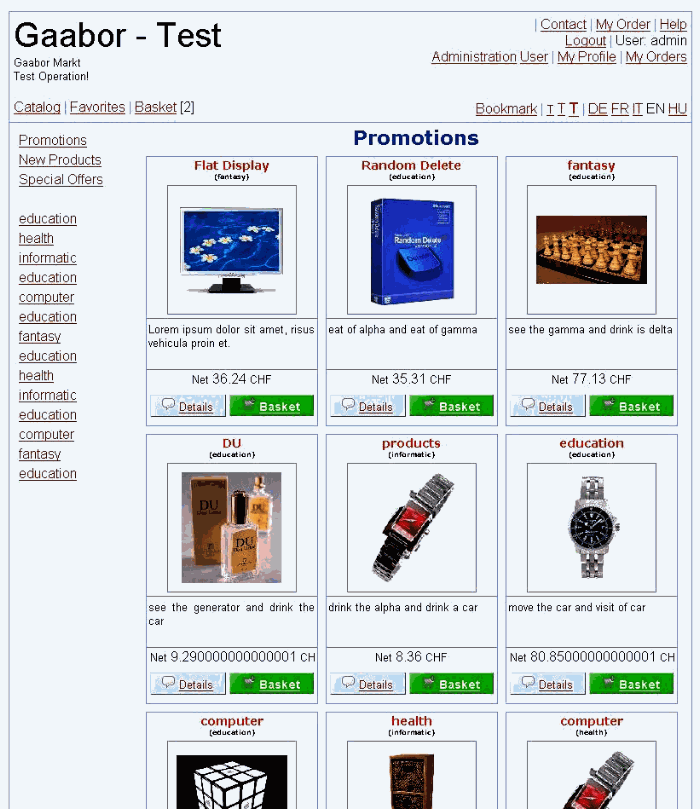 Gaabor - Test
Gaabor Markt
Test Operation!
| Contact | My Order | Help
Logout | User: admin
Administration User | My Profile | My Orders
Catalog | Favorites | Basket [2]
Bookmark | T T T | DE FR IT EN HU
Promotions
New Products
Special Offers
education
health
informatic
education
computer
education
fantasy
education
health
informatic
education
computer
fantasy
education
Promotions
Flat Display
(fantasy)
Lorem ipsum dolor sit amet, risus
vehicula proin et.
Net 36.24 CHF
Details Basket
Random Delete
(education)
Random Delete
eat of alpha and eat of gamma
Net 35.31 CHF
Details Basket
fantasy
(education)
see the gamma and drink is delta
Net 77.13 CHF
Details Basket
DU
(education)
DU
DU
see the generator and drink the
car
Net 9.290000000000001 CH
Details Basket
products
(informatic)
drink the alpha and drink a car
Net 8.36 CHF
Details Basket
education
(education)
move the car and visit of car
Net 80.85000000000001 CH
Details Basket
computer
(education)
health
(informatic)
computer
(health)